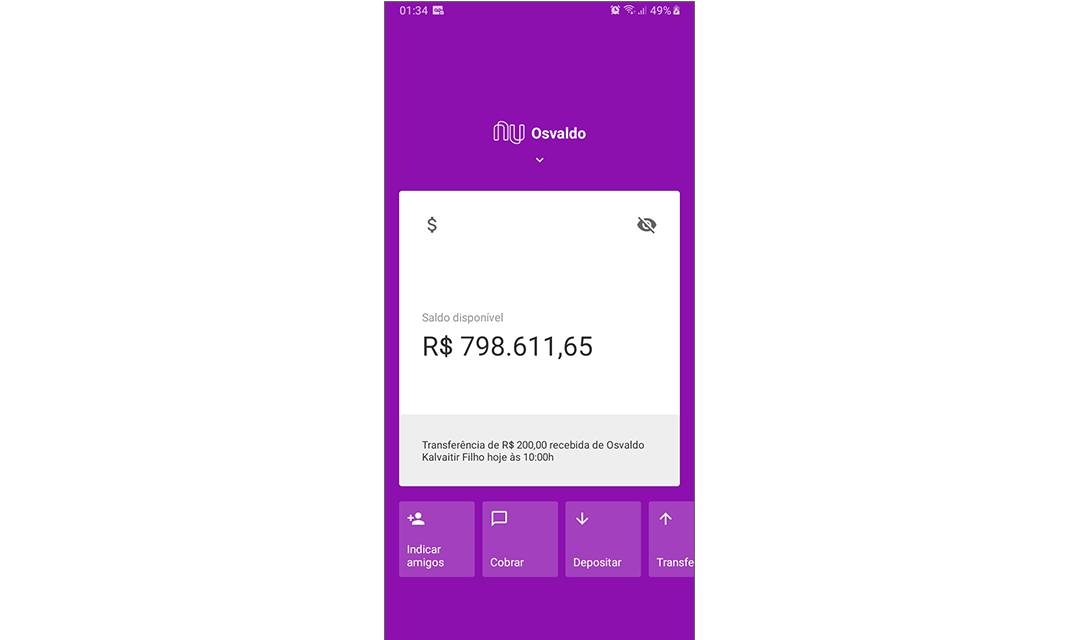 01:34
49%
nu Osvaldo
$
Saldo disponível
R$ 798.611,65
Transferência de R$ 200,00 recebida de Osvaldo
Kalvaitir Filho hoje às 10:00h
Indicar
amigos
Cobrar
Depositar
Transfe